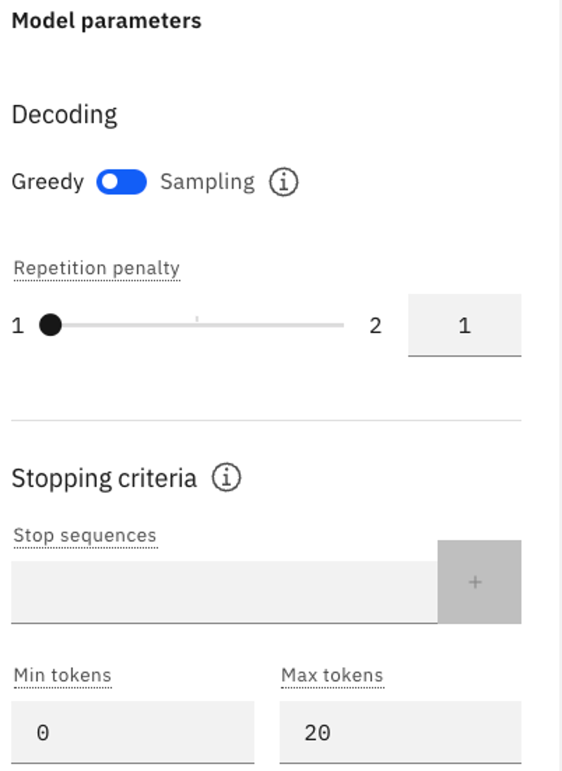 Model parameters
Decoding
Greedy Sampling
Repetition penalty
1 2 1
Stopping criteria
Stop sequences
+
Min tokens Max tokens
0 20